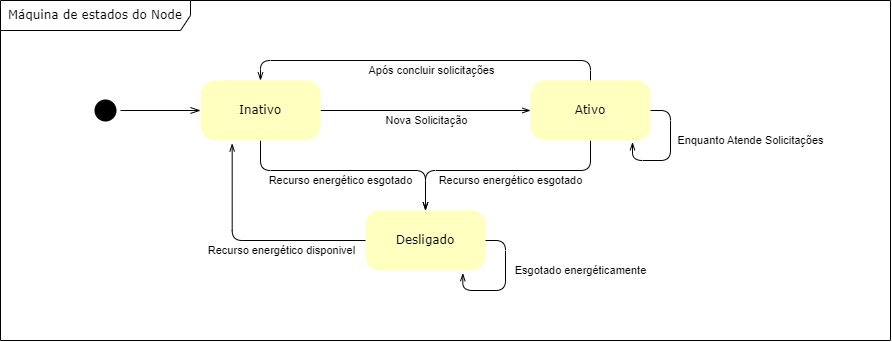 Máquina de estados do Node
Após concluir solicitações
Inativo
Ativo
Nova Solicitação
Enquanto Atende Solicitações
Recurso energético esgotado
Recurso energético esgotado
Desligado
Recurso energético disponivel
Esgotado energéticamente